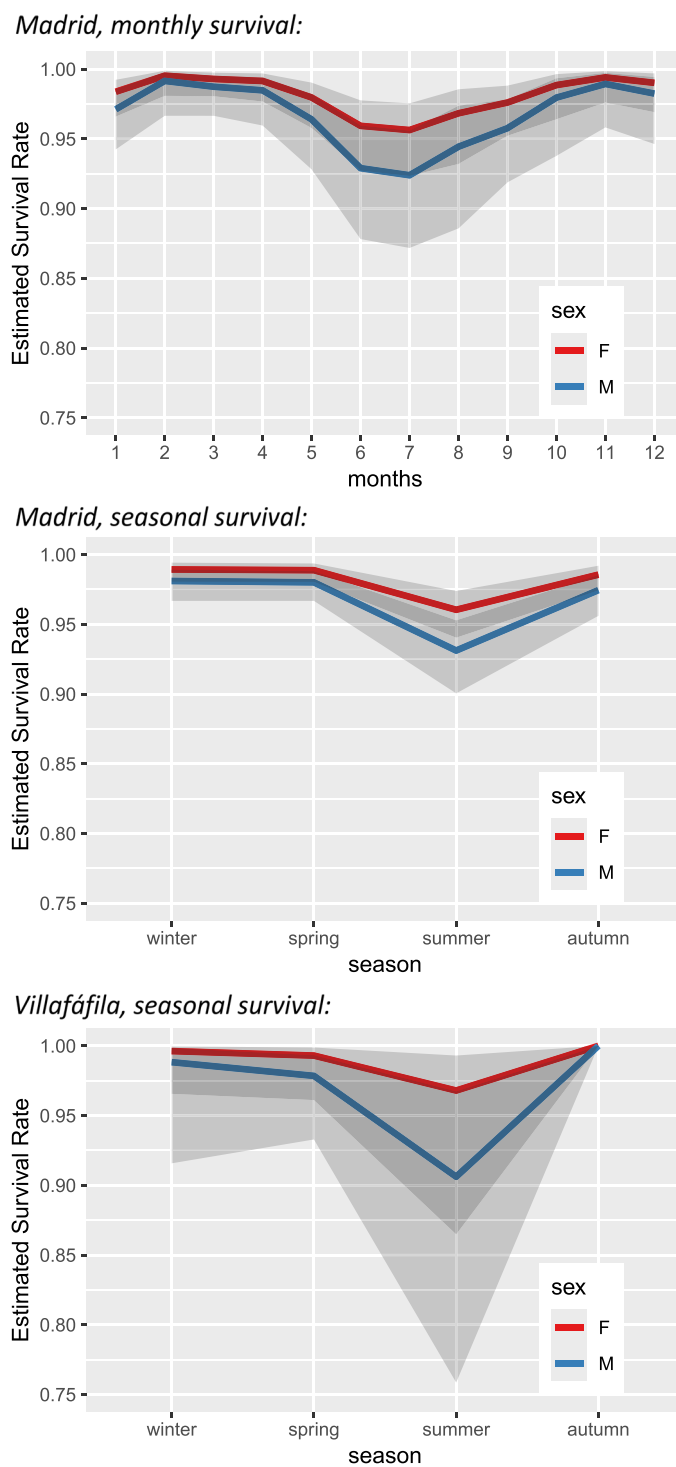 Madrid, monthly survival:
Estimated Survival Rate
1.00
0.95
0.90
0.85
0.80
0.75
sex
F
M
1 2 3 4 5 6 7 8 9 10 11 12
months
Madrid, seasonal survival:
Estimated Survival Rate
1.00
0.95
0.90
0.85
0.80
0.75
sex
F
M
winter spring summer autumn
season
Villafáfila, seasonal survival:
Estimated Survival Rate
1.00
0.95
0.90
0.85
0.80
0.75
sex
F
M
winter spring summer autumn
season